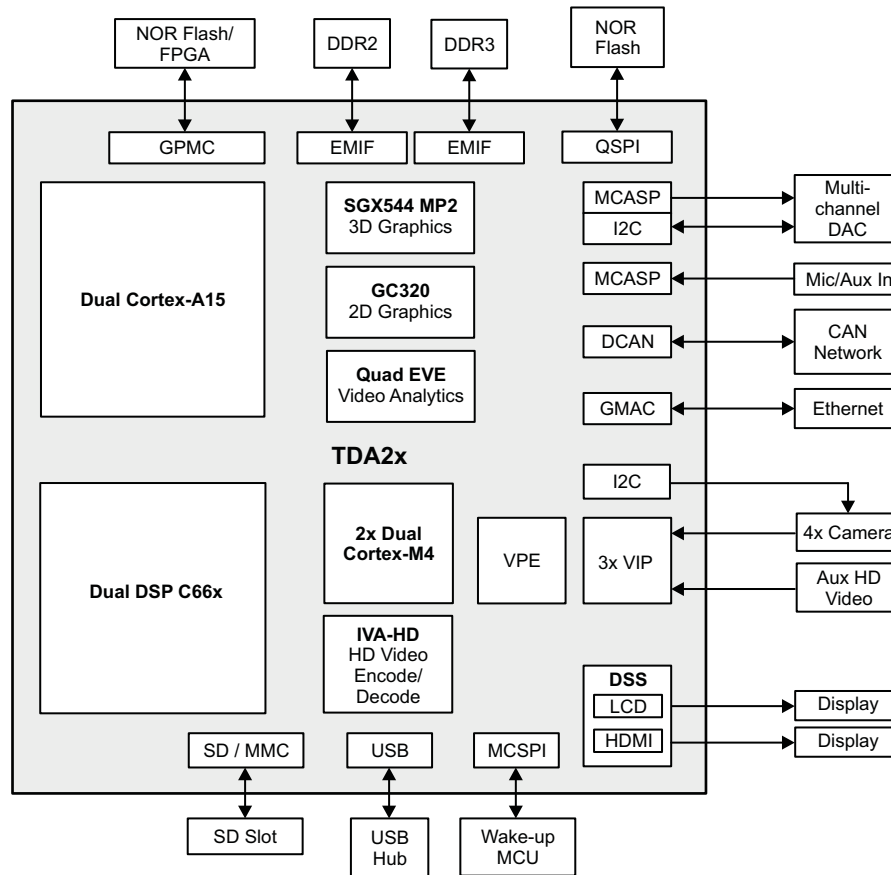 NOR Flash/
FPGA
DDR2
DDR3
NOR
Flash
GPMC
EMIF
EMIF
QSPI
Dual Cortex-A15
SGX544 MP2
3D Graphics
GC320
2D Graphics
Quad EVE
Video Analytics
MCASP
I2C
Multi-
channel
DAC
MCASP
Mic/Aux In
DCAN
CAN
Network
GMAC
Ethernet
TDA2x
I2C
Dual DSP C66x
2x Dual
Cortex-M4
VPE
3x VIP
4x Camera
Aux HD
Video
IVA-HD
HD Video
Encode/
Decode
DSS
LCD
HDMI
Display
Display
SD / MMC
USB
MCSPI
SD Slot
USB
Hub
Wake-up
MCU